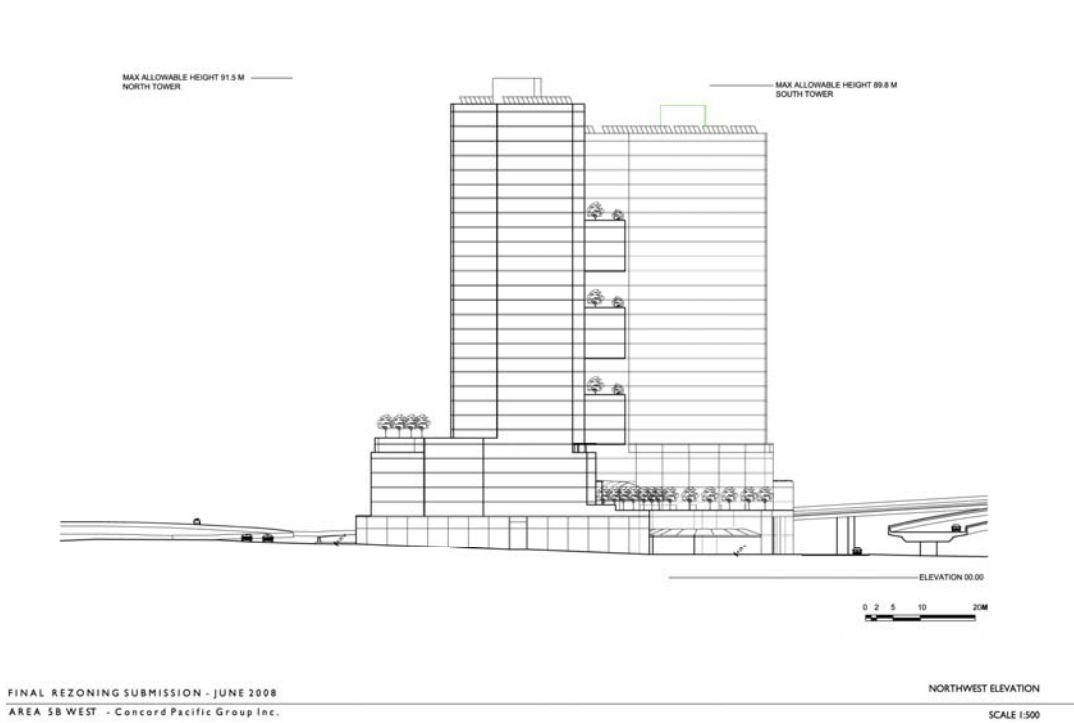 MAX ALLOWABLE HEIGHT 91.5 M
NORTH TOWER
MAX ALLOWABLE HEIGHT 89.8 M
SOUTH TOWER
ELEVATION 00.00
0 2 5 10 20M
FINAL REZONING SUBMISSION - JUNE 2008
NORTHWEST ELEVATION
AREA 5B WEST - Concord Pacific Group Inc.
SCALE 1:500